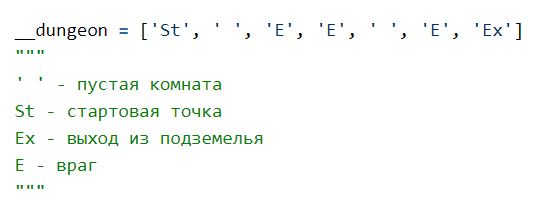 __dungeon = ['St', ' ', 'E', 'E', ' ', 'E', 'Ex']
"""
' ' - пустая комната
St - стартовая точка
Ex - выход из подземелья
E - враг
"""